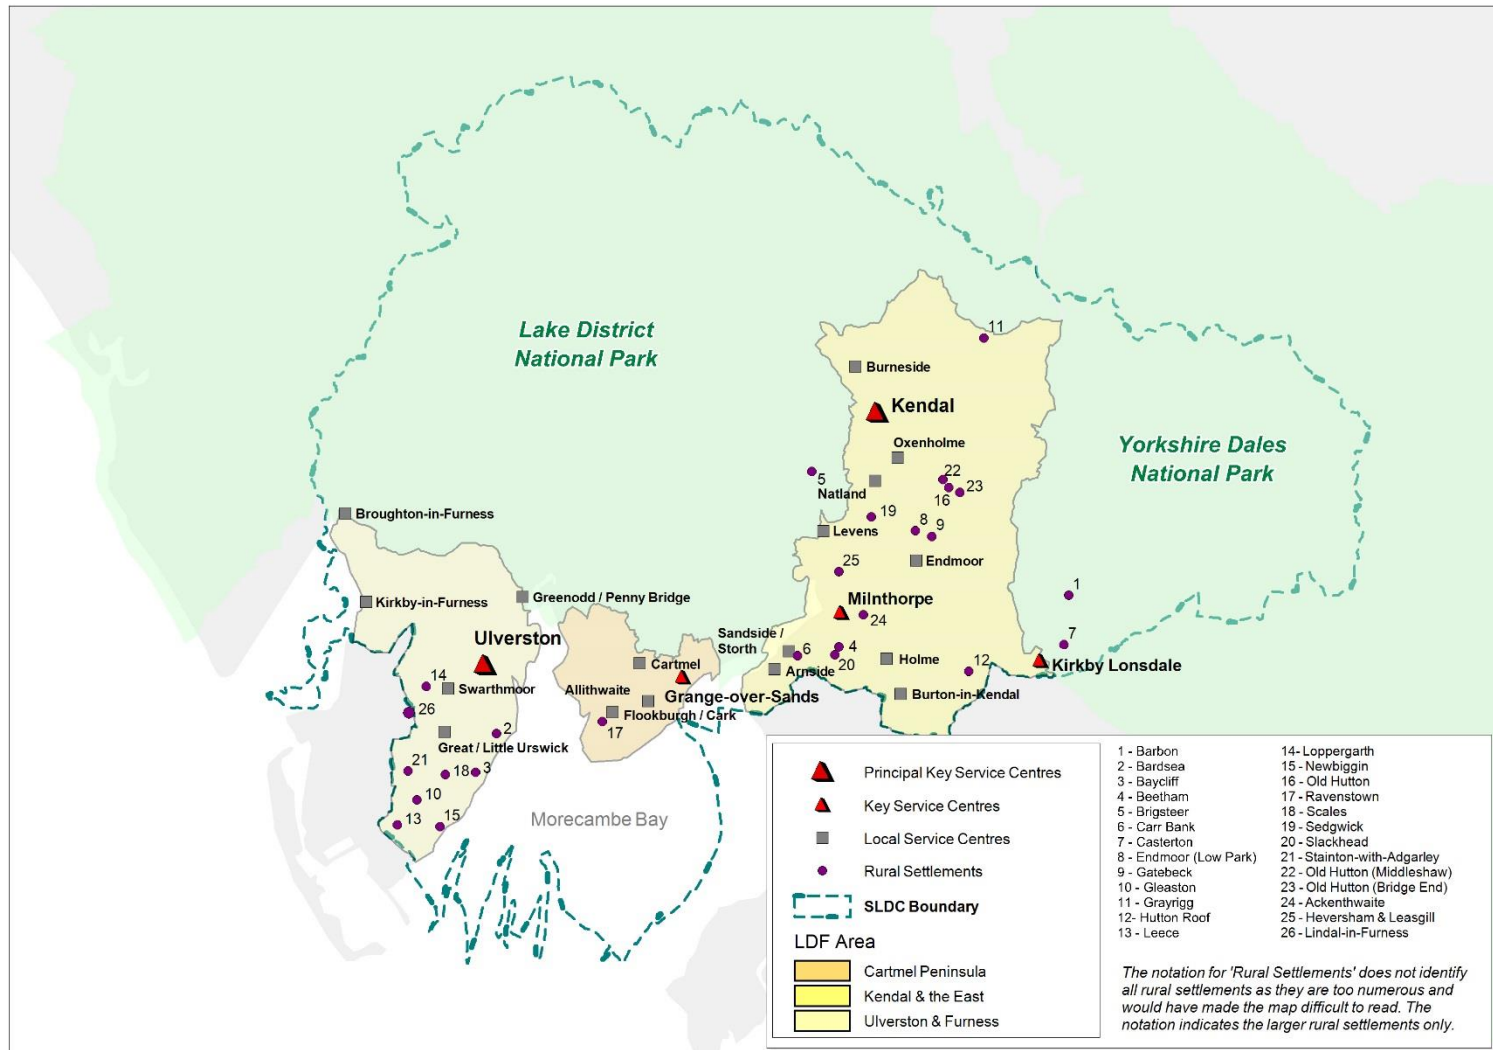 Lake District
National Park
Yorkshire Dales
National Park
11
Burneside
Kendal
Oxenholme
22
5
Natland
16
23
19
8
9
Levens
Endmoor
25
Broughton-in-Furness
Kirkby-in-Furness
Greenodd / Penny Bridge
Milnthorpe
24
1
7
Ulverston
Sandside /
Storth
6
4
20
Holme
12
Kirkby Lonsdale
Cartmel
Arnside
14
Swarthmoor
Allithwaite
Grange-over-Sands
Burton-in-Kendal
26
Flookburgh / Cark
17
2
Great / Little Urswick
21
18
3
10
13
15
Morecambe Bay
Principal Key Service Centres
Key Service Centres
Local Service Centres
Rural Settlements
SLDC Boundary
LDF Area
Cartmel Peninsula
Kendal & the East
Ulverston & Furness
1 - Barbon
2 - Bardsea
3 - Baycliff
4 - Beetham
5 - Brigsteer
6 - Carr Bank
7 - Casterton
8 - Endmoor (Low Park)
9 - Gatebeck
10 - Gleaston
11 - Grayrigg
12- Hutton Roof
13 - Leece
14- Loppergarth
15 - Newbiggin
16 - Old Hutton
17 - Ravenstown
18 - Scales
19 - Sedgwick
20 - Slackhead
21 - Stainton-with-Adgarley
22 - Old Hutton (Middleshaw)
23 - Old Hutton (Bridge End)
24 - Ackenthwaite
25 - Heversham & Leasgill
26 -Lindal-in-Furness
The notation for 'Rural Settlements' does not identify
all rural settlements as they are too numerous and
would have made the map difficult to read. The
notation indicates the larger rural settlements only.